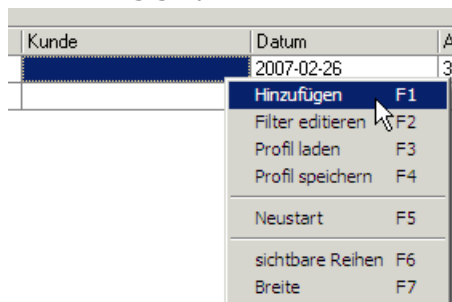 Kunde Datum A
2007-02-26 3
Hinzufügen F1
Filter editieren F2
Profil laden F3
Profil speichern F4
Neustart F5
sichtbare Reihen F6
Breite F7